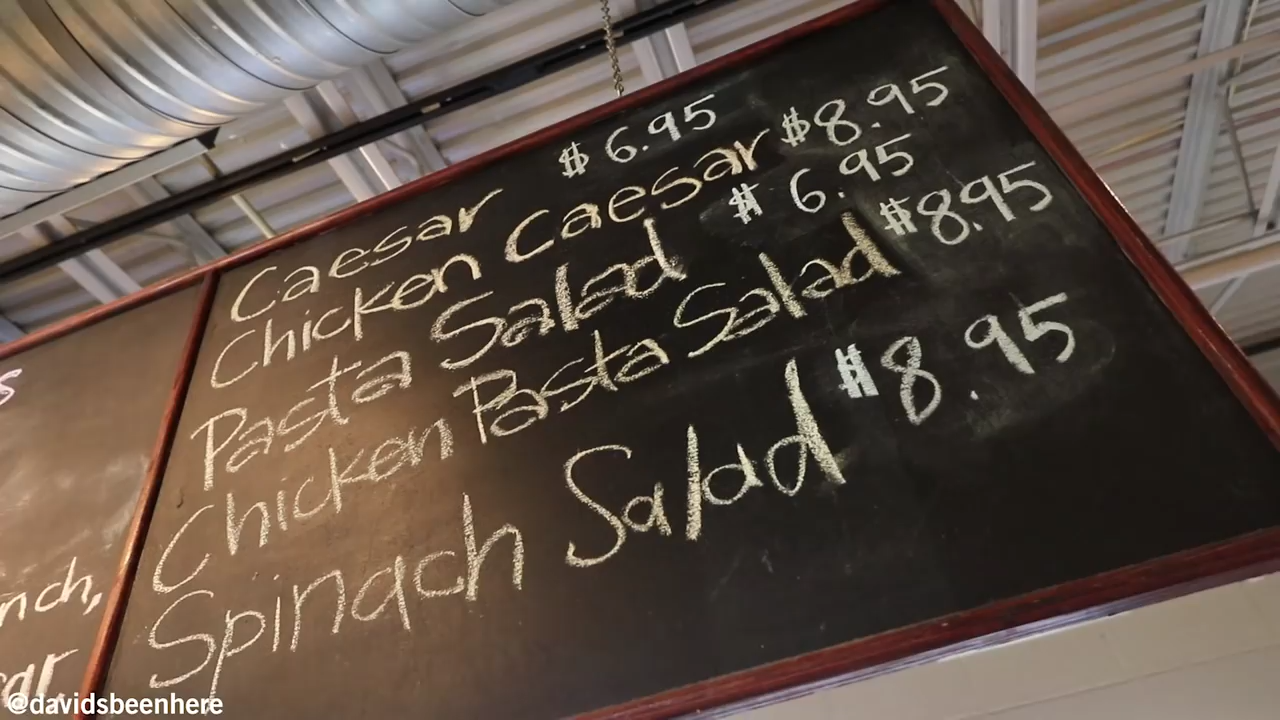 Caesar $6.95
Chicken Caesar $8.95
Pasta Salad $6.95
Chicken Pasta Salad $8.95
Spinach Salad $8.95
@davidsbeenhere